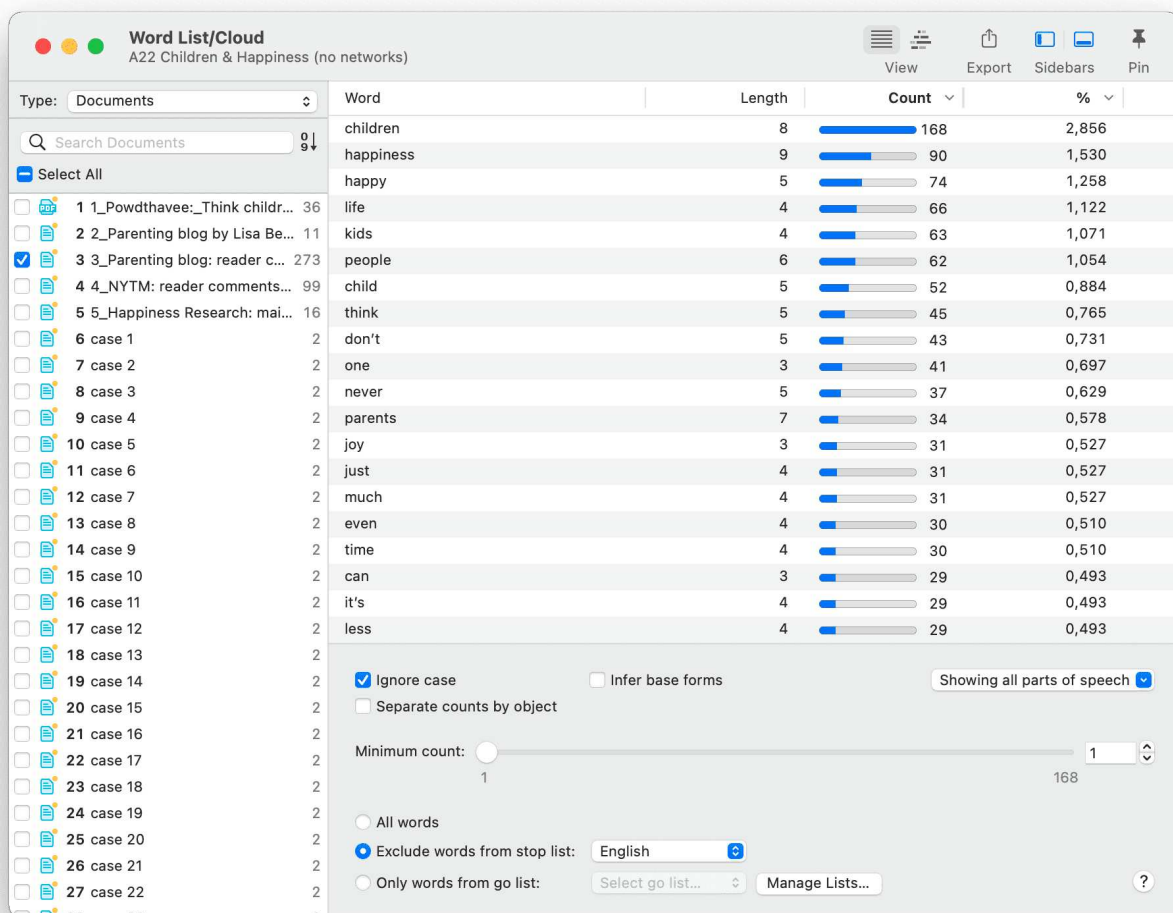 Word List/Cloud
A22 Children & Happiness (no networks)
View
Export
Sidebars
Pin
Type: Documents
Search Documents
Select All
1 1_Powdthavee:_Think childr... 36
2 2_Parenting blog by Lisa Be... 11
3 3_Parenting blog: reader c... 273
4 4_NYTM: reader comments... 99
5 5_Happiness Research: mai... 16
6 case 1 2
7 case 2 2
8 case 3 2
9 case 4 2
10 case 5 2
11 case 6 2
12 case 7 2
13 case 8 2
14 case 9 2
15 case 10 2
16 case 11 2
17 case 12 2
18 case 13 2
19 case 14 2
20 case 15 2
21 case 16 2
22 case 17 2
23 case 18 2
24 case 19 2
25 case 20 2
26 case 21 2
27 case 22 2
Word Length Count %
children 8 168 2,856
happiness 9 90 1,530
happy 5 74 1,258
life 4 66 1,122
kids 4 63 1,071
people 6 62 1,054
child 5 52 0,884
think 5 45 0,765
don't 5 43 0,731
one 3 41 0,697
never 5 37 0,629
parents 7 34 0,578
joy 3 31 0,527
just 4 31 0,527
much 4 31 0,527
even 4 30 0,510
time 4 30 0,510
can 3 29 0,493
it's 4 29 0,493
less 4 29 0,493
Ignore case
Infer base forms
Showing all parts of speech
Separate counts by object
Minimum count: 1
1 168
All words
Exclude words from stop list: English
Only words from go list: Select go list... Manage Lists...
?